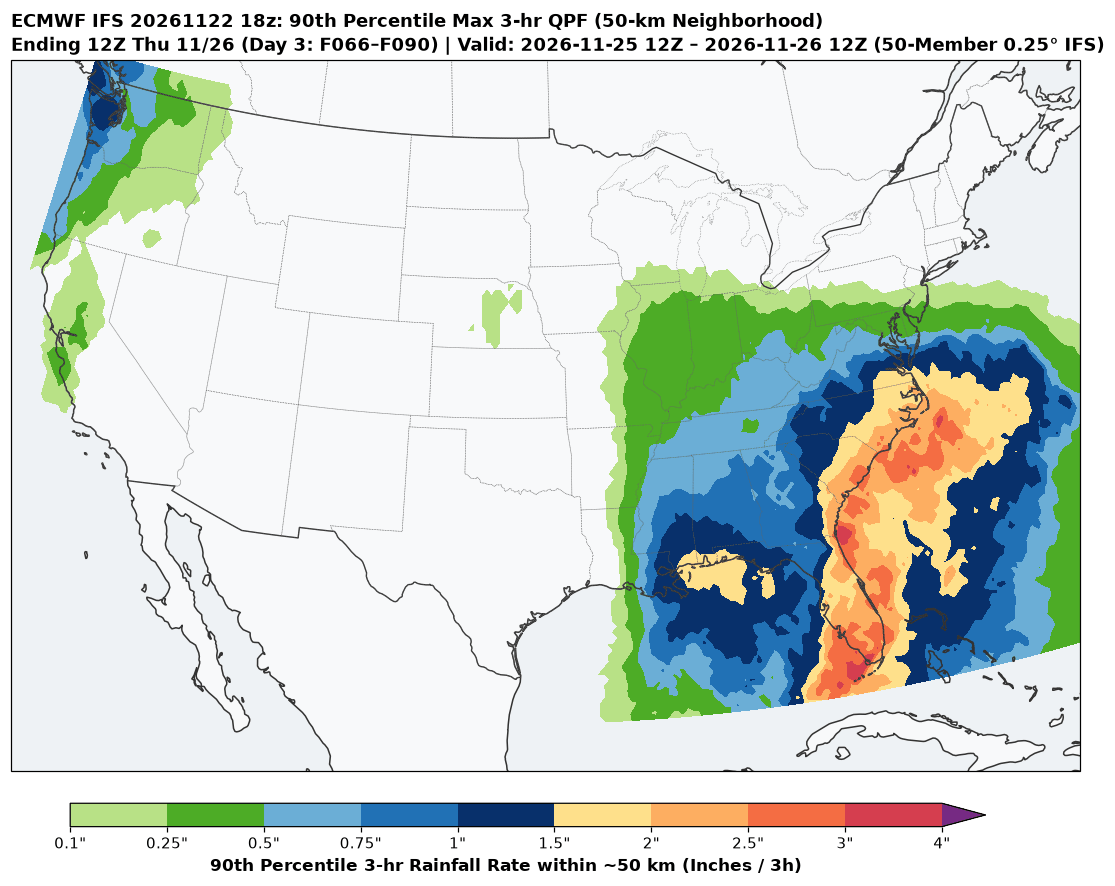 ECMWF IFS 20261122 18z: 90th Percentile Max 3-hr QPF (50-km Neighborhood)
Ending 12Z Thu 11/26 (Day 3: F066–F090) | Valid: 2026-11-25 12Z – 2026-11-26 12Z (50-Member 0.25° IFS)
0.1" 0.25" 0.5" 0.75" 1" 1.5" 2" 2.5" 3" 4"
90th Percentile 3-hr Rainfall Rate within ~50 km (Inches / 3h)